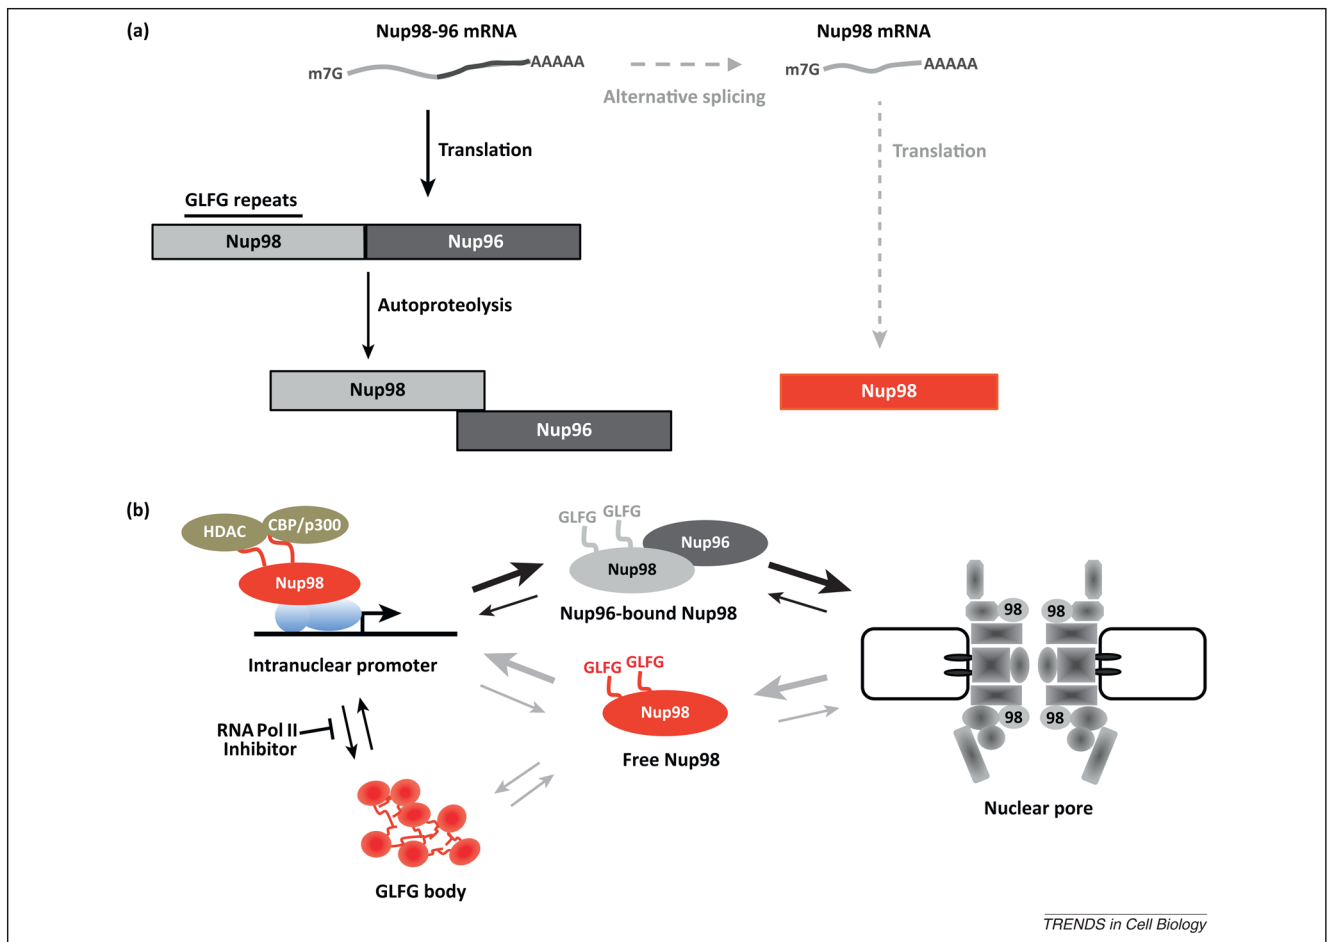 (a)
Nup98-96 mRNA
Nup98 mRNA
m7G
AAAAA
m7G
AAAAA
Alternative splicing
Translation
Translation
GLFG repeats
Nup98
Nup96
Autoproteolysis
Nup98
Nup96
Nup98
(b)
HDAC
CBP/p300
Nup98
Intranuclear promoter
GLFG
GLFG
Nup96
Nup98
Nup96-bound Nup98
GLFG
GLFG
Nup98
Free Nup98
RNA Pol II
Inhibitor
GLFG body
98
98
98
98
Nuclear pore
TRENDS in Cell Biology